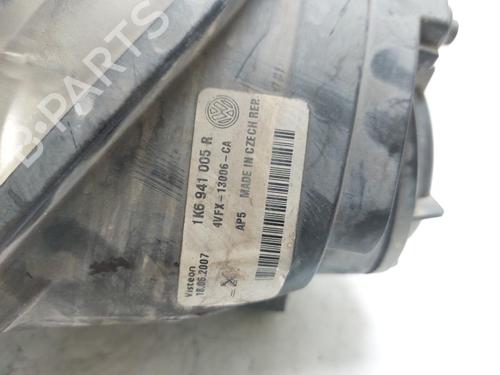 1K6 941 005 R
4VFX-13006-CA
AP5 MADE IN CZECH REP.
Visteon
18.06.2007
B-PARTS